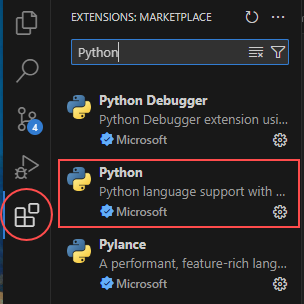 EXTENSIONS: MARKETPLACE
Python
Python Debugger
Python Debugger extension usi...
Microsoft
4
Python
Python language support with ...
Microsoft
Pylance
A performant, feature-rich lang...
Microsoft